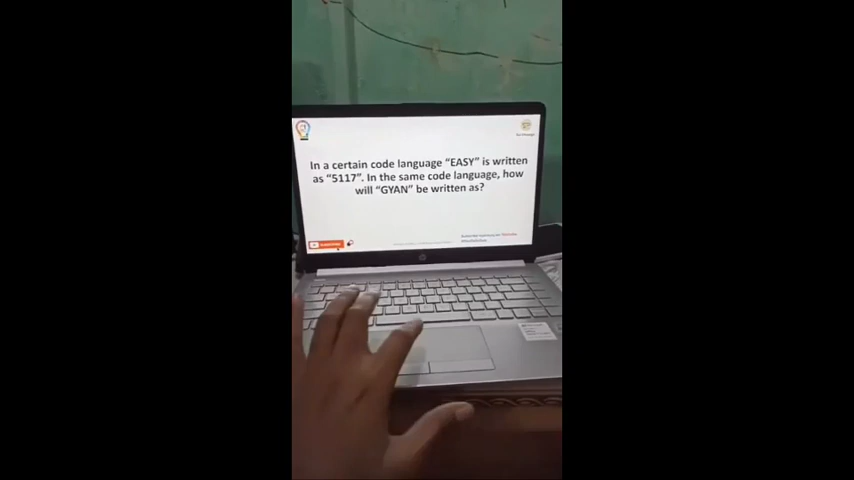 In a certain code language “EASY” is written
as “5117”. In the same code language, how
will “GYAN” be written as?